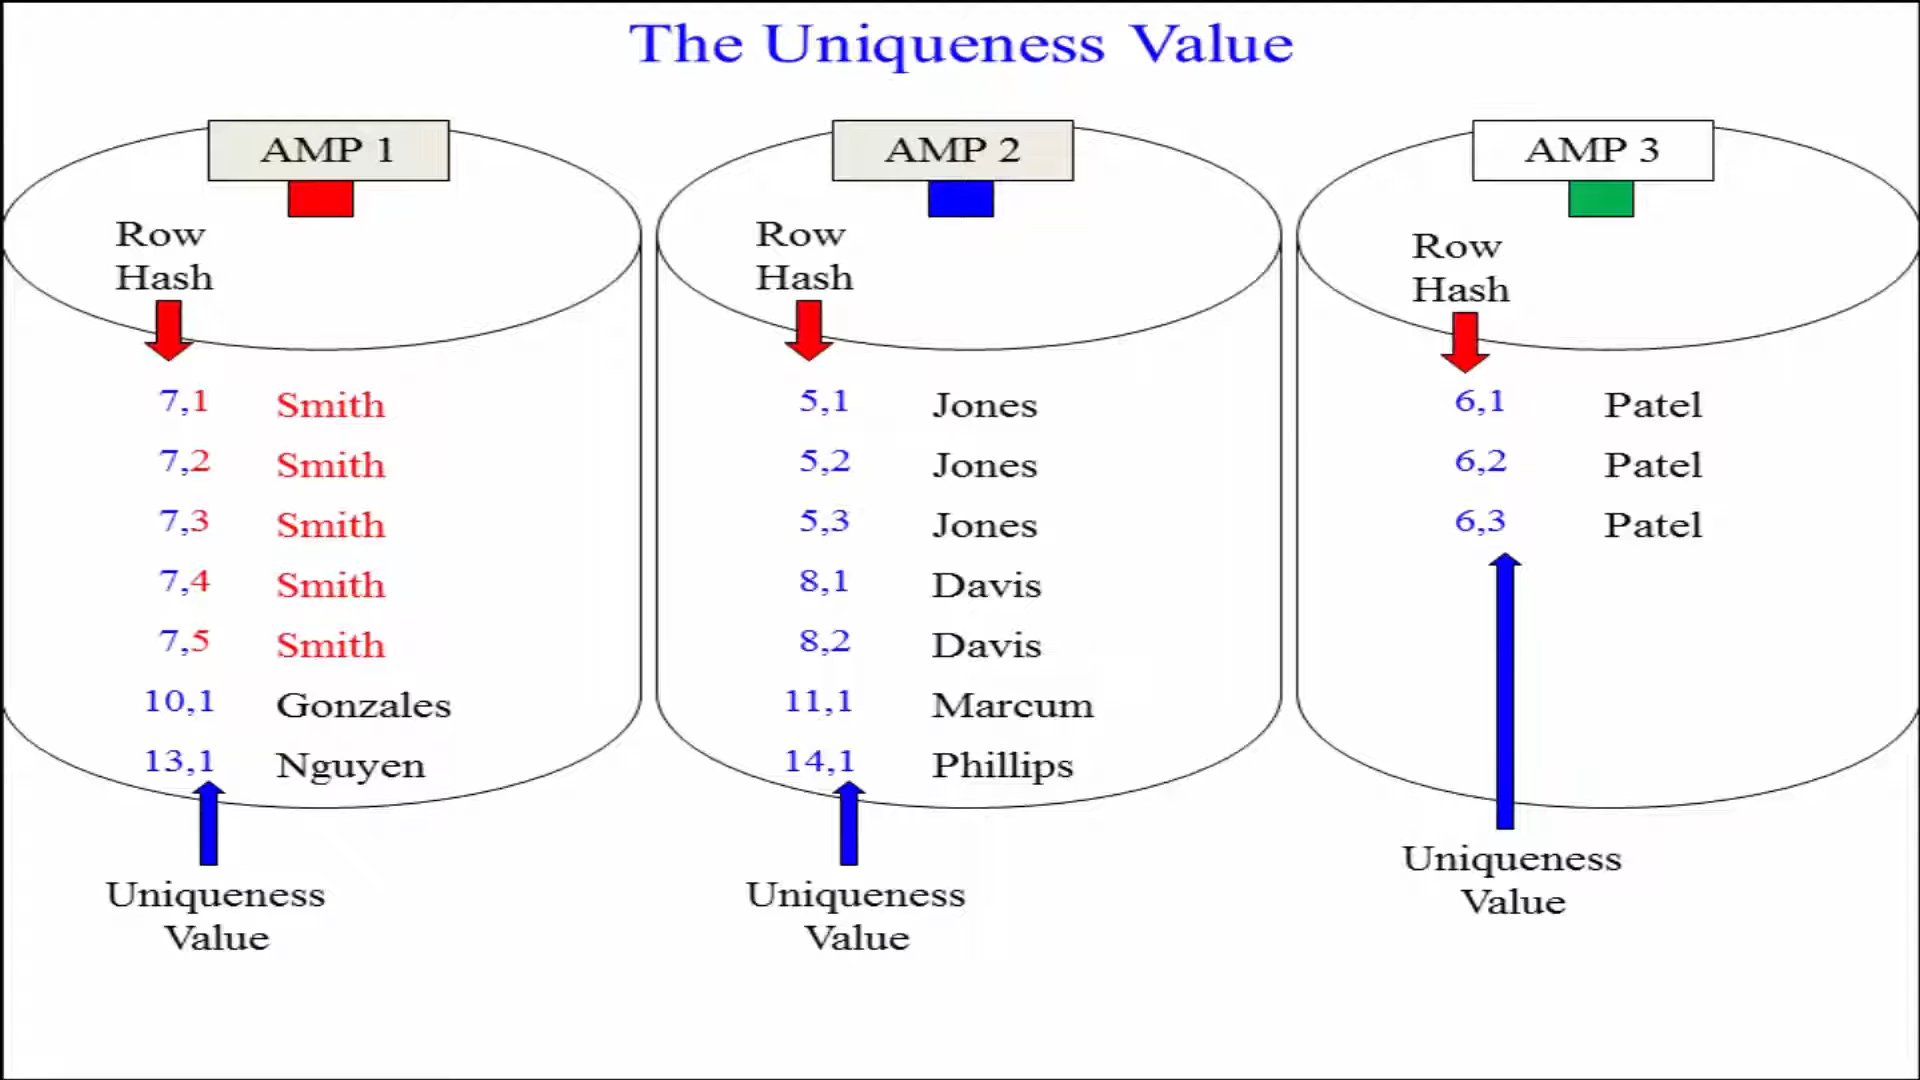 The Uniqueness Value
AMP 1
Row
Hash
7,1 Smith
7,2 Smith
7,3 Smith
7,4 Smith
7,5 Smith
10,1 Gonzales
13,1 Nguyen
Uniqueness
Value
AMP 2
Row
Hash
5,1 Jones
5,2 Jones
5,3 Jones
8,1 Davis
8,2 Davis
11,1 Marcum
14,1 Phillips
Uniqueness
Value
AMP 3
Row
Hash
6,1 Patel
6,2 Patel
6,3 Patel
Uniqueness
Value